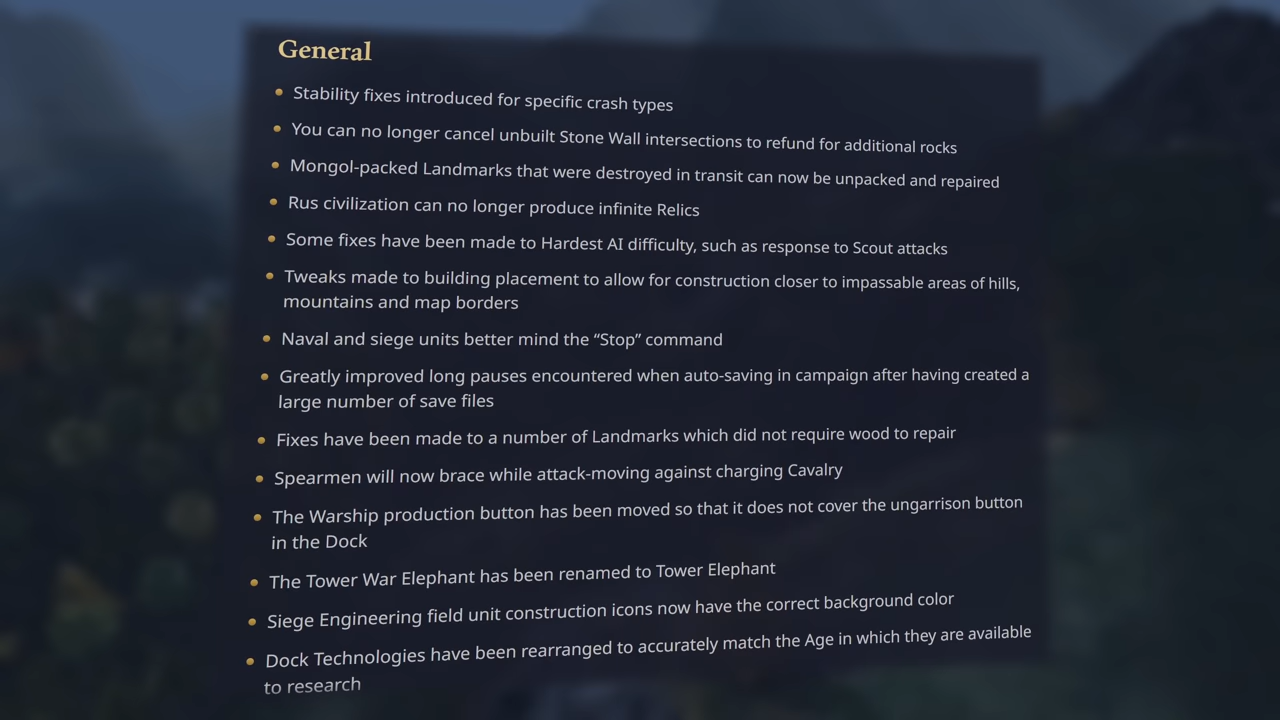 General
Stability fixes introduced for specific crash types
You can no longer cancel unbuilt Stone Wall intersections to refund for additional rocks
Mongol-packed Landmarks that were destroyed in transit can now be unpacked and repaired
Rus civilization can no longer produce infinite Relics
Some fixes have been made to Hardest AI difficulty, such as response to Scout attacks
Tweaks made to building placement to allow for construction closer to impassable areas of hills,
mountains and map borders
Naval and siege units better mind the “Stop” command
Greatly improved long pauses encountered when auto-saving in campaign after having created a
large number of save files
Fixes have been made to a number of Landmarks which did not require wood to repair
Spearmen will now brace while attack-moving against charging Cavalry
The Warship production button has been moved so that it does not cover the ungarrison button
in the Dock
The Tower War Elephant has been renamed to Tower Elephant
Siege Engineering field unit construction icons now have the correct background color
Dock Technologies have been rearranged to accurately match the Age in which they are available
to research